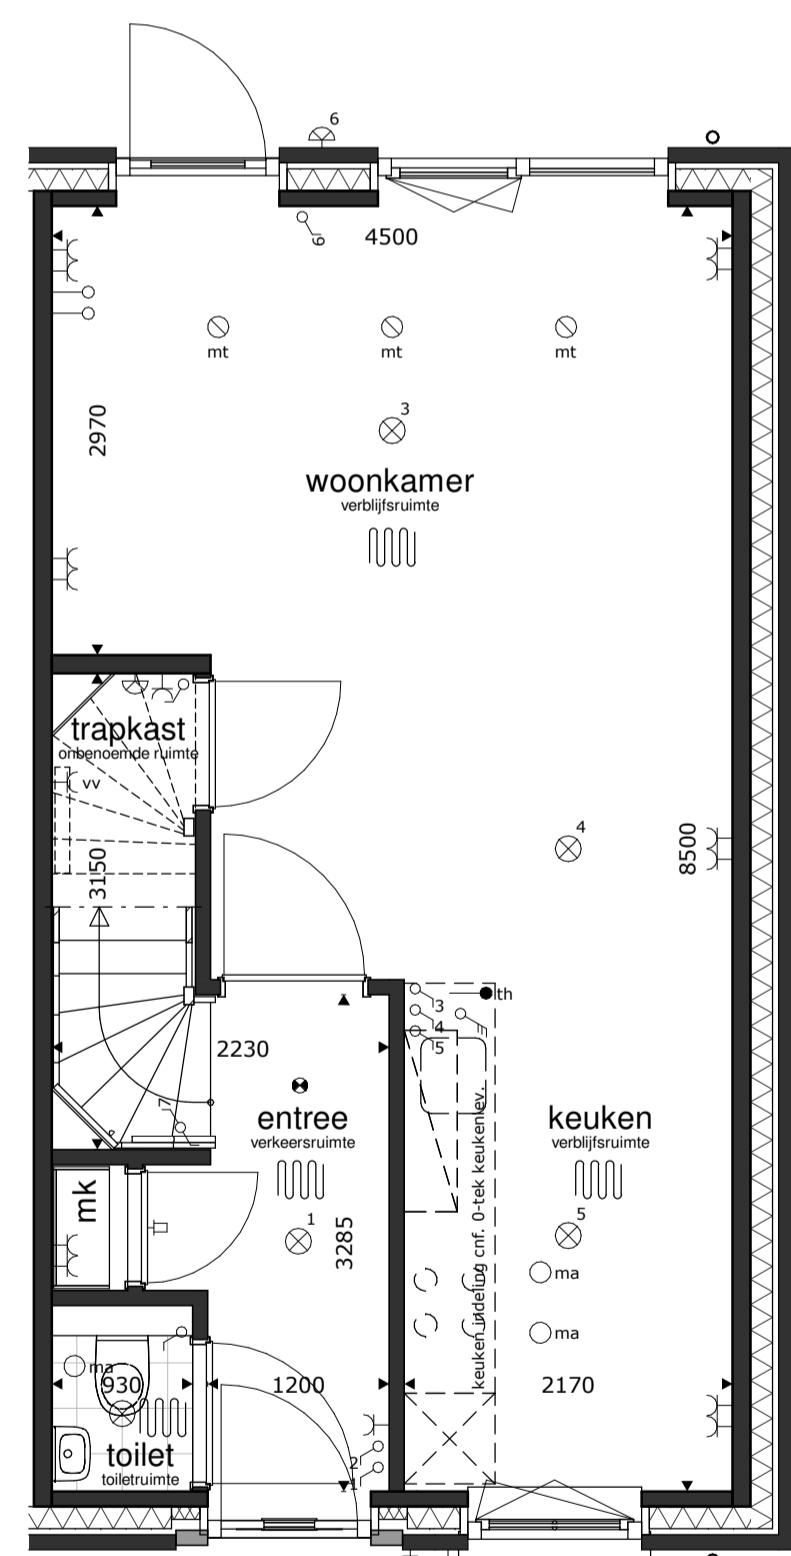 6
6
4500
mt mt mt
3
2970
woonkamer
verblijfsruimte
trapkast
onbenoemde ruimte
vv
4
8500
3150
3
lth
4
5
2230
7
entree
verkeersruimte
keuken
verblijfsruimte
keuken indeling cnf. 0-tek keukenlev.
mk
1
5
3285
ma
ma
ma
930
1200
2170
toilet
toiletruimte
2
1